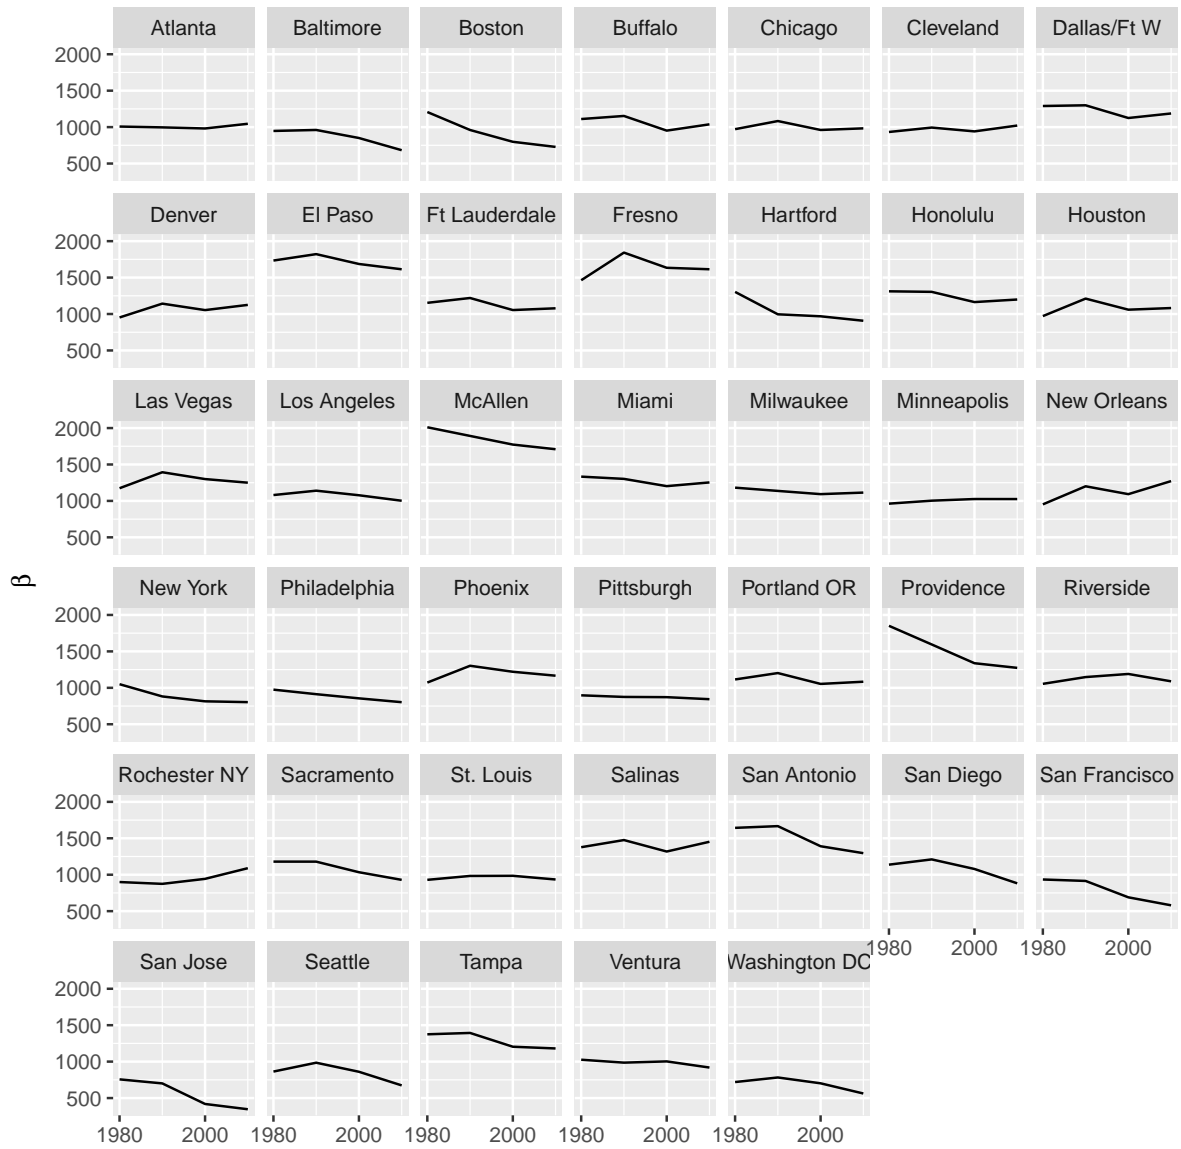 Atlanta Baltimore Boston Buffalo Chicago Cleveland Dallas/Ft W
2000
1500
1000
500
Denver El Paso Ft Lauderdale Fresno Hartford Honolulu Houston
2000
1500
1000
500
Las Vegas Los Angeles McAllen Miami Milwaukee Minneapolis New Orleans
2000
1500
1000
500
β
New York Philadelphia Phoenix Pittsburgh Portland OR Providence Riverside
2000
1500
1000
500
Rochester NY Sacramento St. Louis Salinas San Antonio San Diego San Francisco
2000
1500
1000
500
1980 2000 1980 2000
San Jose Seattle Tampa Ventura Washington DC
2000
1500
1000
500
1980 2000 1980 2000 1980 2000 1980 2000 1980 2000